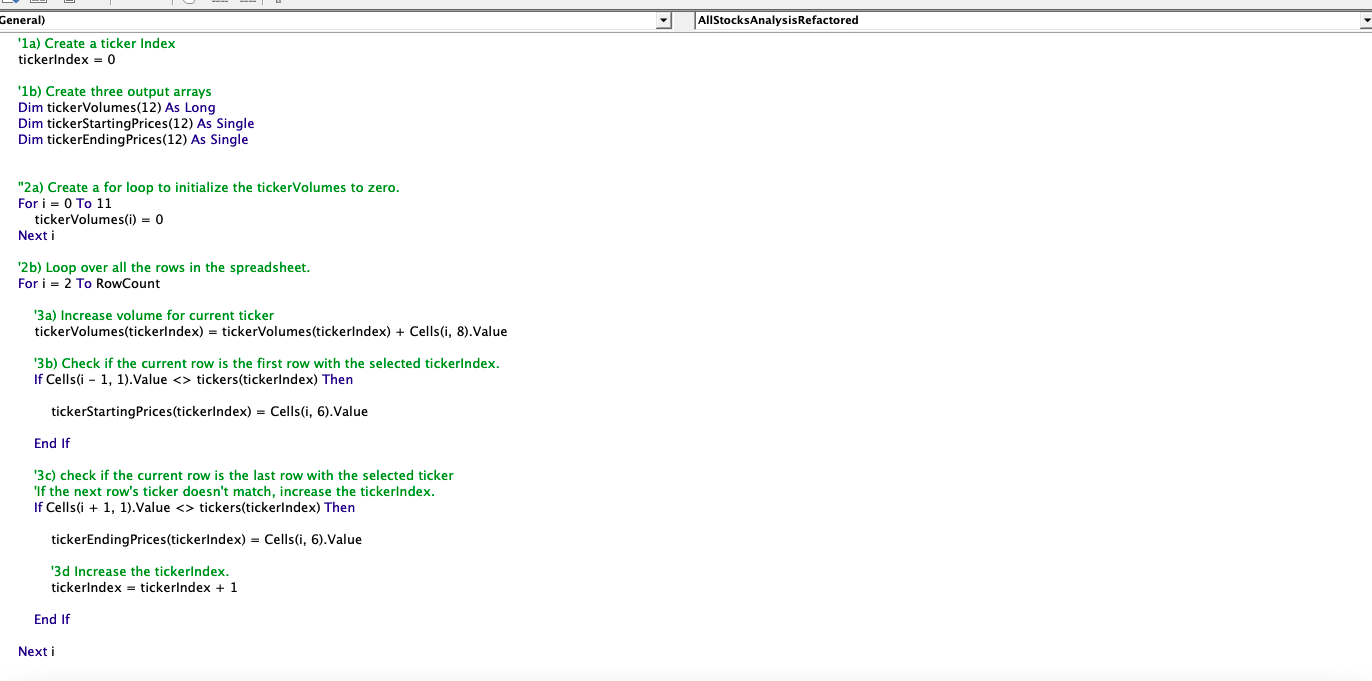 General)
AllStocksAnalysisRefactored
'1a) Create a ticker Index
tickerIndex = 0
'1b) Create three output arrays
Dim tickerVolumes(12) As Long
Dim tickerStartingPrices(12) As Single
Dim tickerEndingPrices(12) As Single
''2a) Create a for loop to initialize the tickerVolumes to zero.
For i = 0 To 11
tickerVolumes(i) = 0
Next i
'2b) Loop over all the rows in the spreadsheet.
For i = 2 To RowCount
'3a) Increase volume for current ticker
tickerVolumes(tickerIndex) = tickerVolumes(tickerIndex) + Cells(i, 8).Value
'3b) Check if the current row is the first row with the selected tickerIndex.
If Cells(i - 1, 1).Value <> tickers(tickerIndex) Then
tickerStartingPrices(tickerIndex) = Cells(i, 6).Value
End If
'3c) check if the current row is the last row with the selected ticker
'If the next row's ticker doesn't match, increase the tickerIndex.
If Cells(i + 1, 1).Value <> tickers(tickerIndex) Then
tickerEndingPrices(tickerIndex) = Cells(i, 6).Value
'3d Increase the tickerIndex.
tickerIndex = tickerIndex + 1
End If
Next i